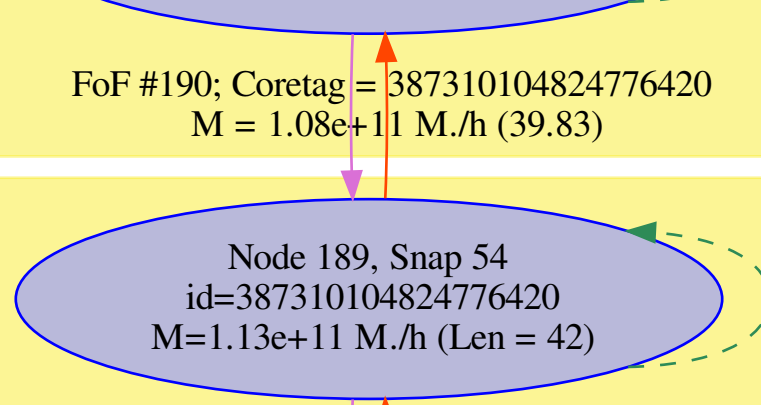 FoF #190; Coretag = 387310104824776420
M = 1.08e+11 M./h (39.83)
Node 189, Snap 54
id=387310104824776420
M=1.13e+11 M./h (Len = 42)